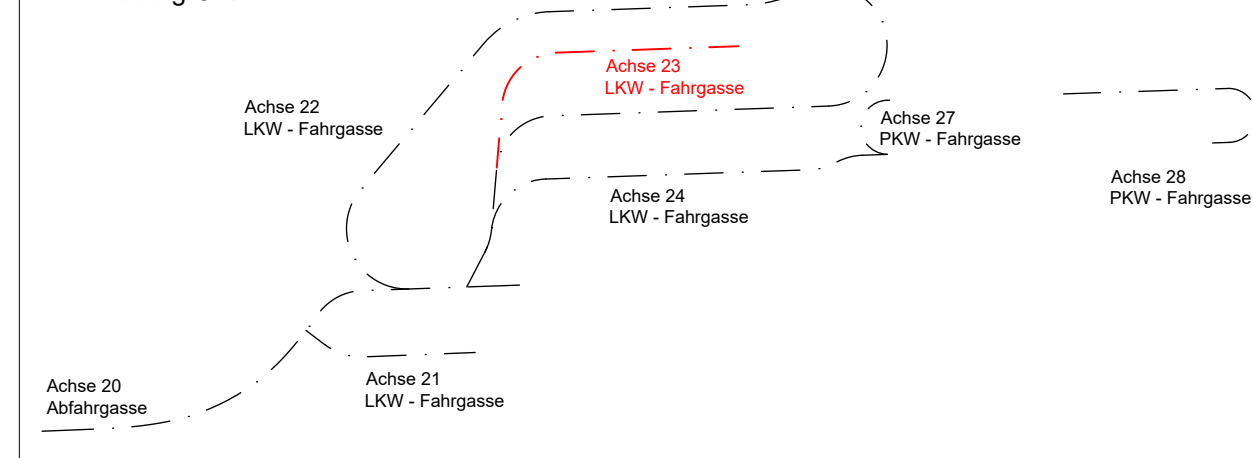 Achse 23
LKW - Fahrgasse
Achse 22
LKW - Fahrgasse
Achse 27
PKW - Fahrgasse
Achse 28
PKW - Fahrgasse
Achse 24
LKW - Fahrgasse
Achse 20
Abfahrgasse
Achse 21
LKW - Fahrgasse